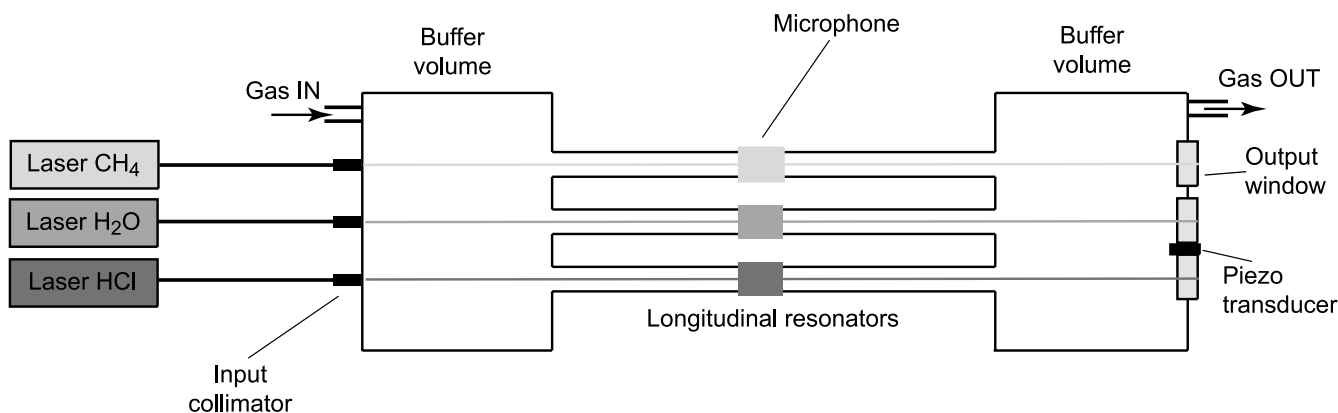 Microphone
Buffer
volume
Buffer
volume
Gas IN
Gas OUT
Laser CH₄
Laser H₂O
Laser HCl
Output
window
Piezo
transducer
Longitudinal resonators
Input
collimator